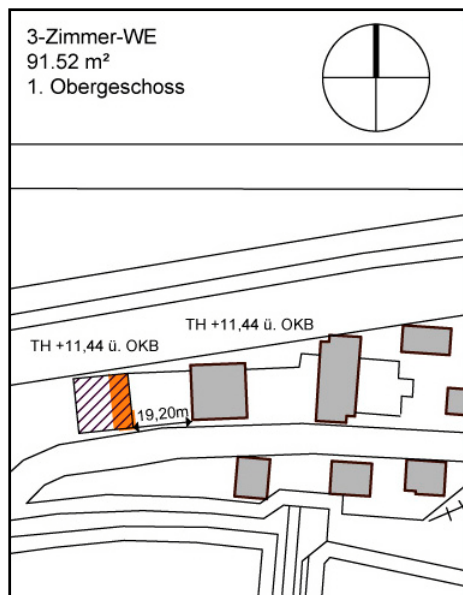 3-Zimmer-WE
91.52 m²
1. Obergeschoss
TH +11,44 ü. OKB
TH +11,44 ü. OKB
19,20m